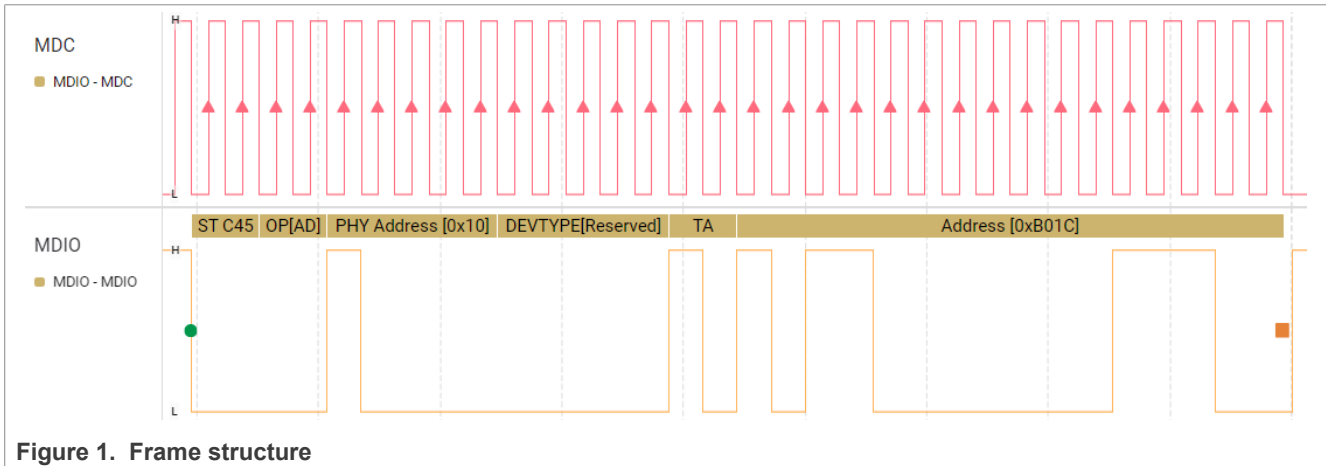 H
MDC
MDIO - MDC
L
ST C45 OP[AD] PHY Address [0x10] DEVTYPE[Reserved] TA Address [0xB01C]
MDIO
H
MDIO - MDIO
L
Figure 1. Frame structure